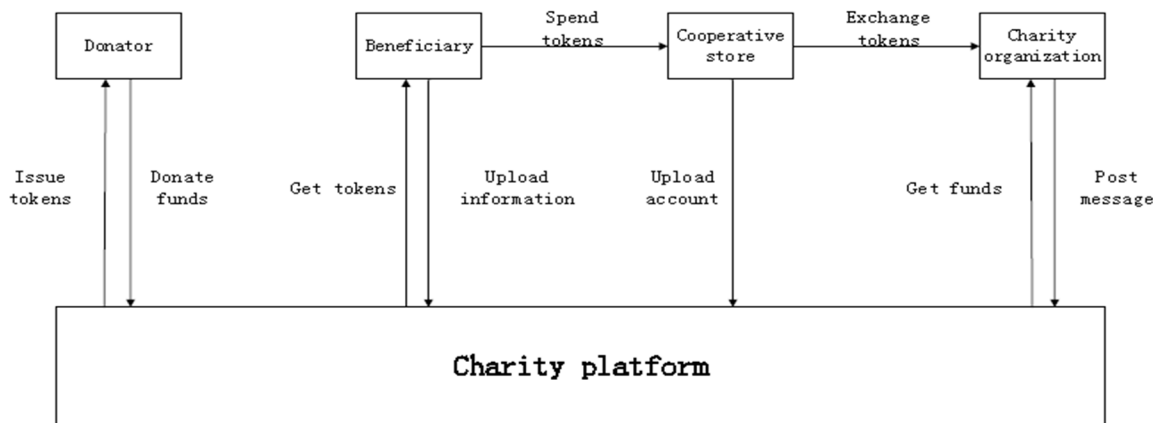 Donator
Beneficiary
Spend
tokens
Cooperative
store
Exchange
tokens
Charity
organization
Issue
tokens
Donate
funds
Get tokens
Upload
information
Upload
account
Get funds
Post
message
Charity platform